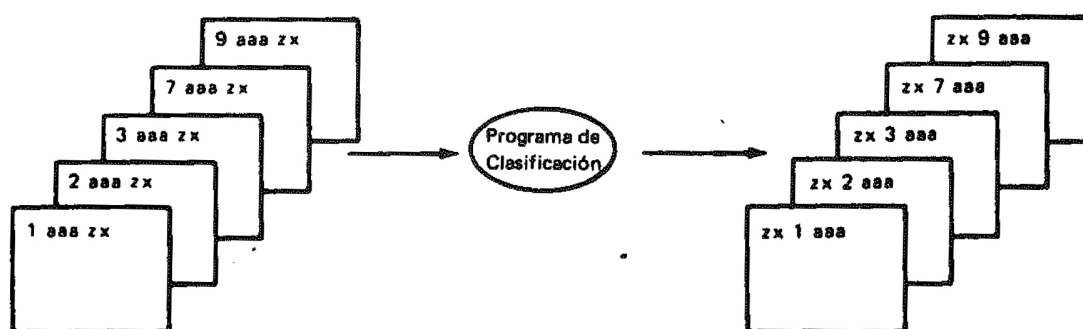 9 aaa zx
7 aaa zx
3 aaa zx
2 aaa zx
1 aaa zx
Programa de
Clasificación
zx 9 aaa
zx 7 aaa
zx 3 aaa
zx 2 aaa
zx 1 aaa